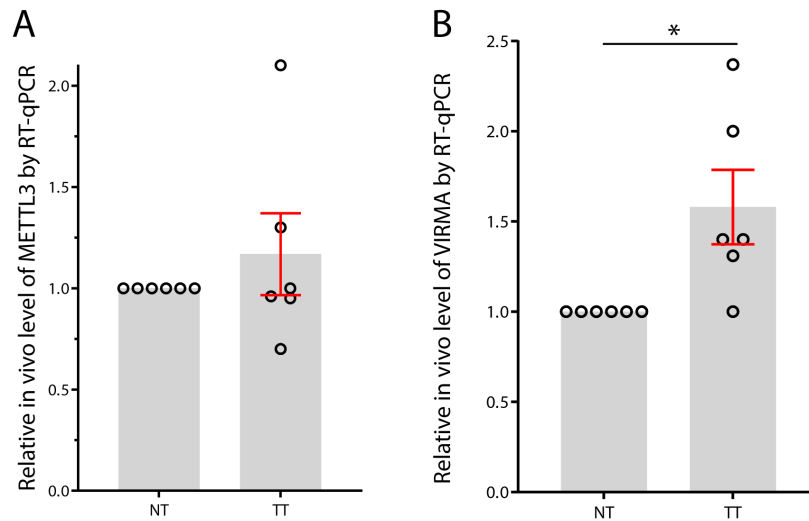 A
Relative in vivo level of METTL3 by RT-qPCR
2.0
1.5
1.0
0.5
0.0
NT
TT
B
Relative in vivo level of VIRMA by RT-qPCR
*
2.5
2.0
1.5
1.0
0.5
0.0
NT
TT